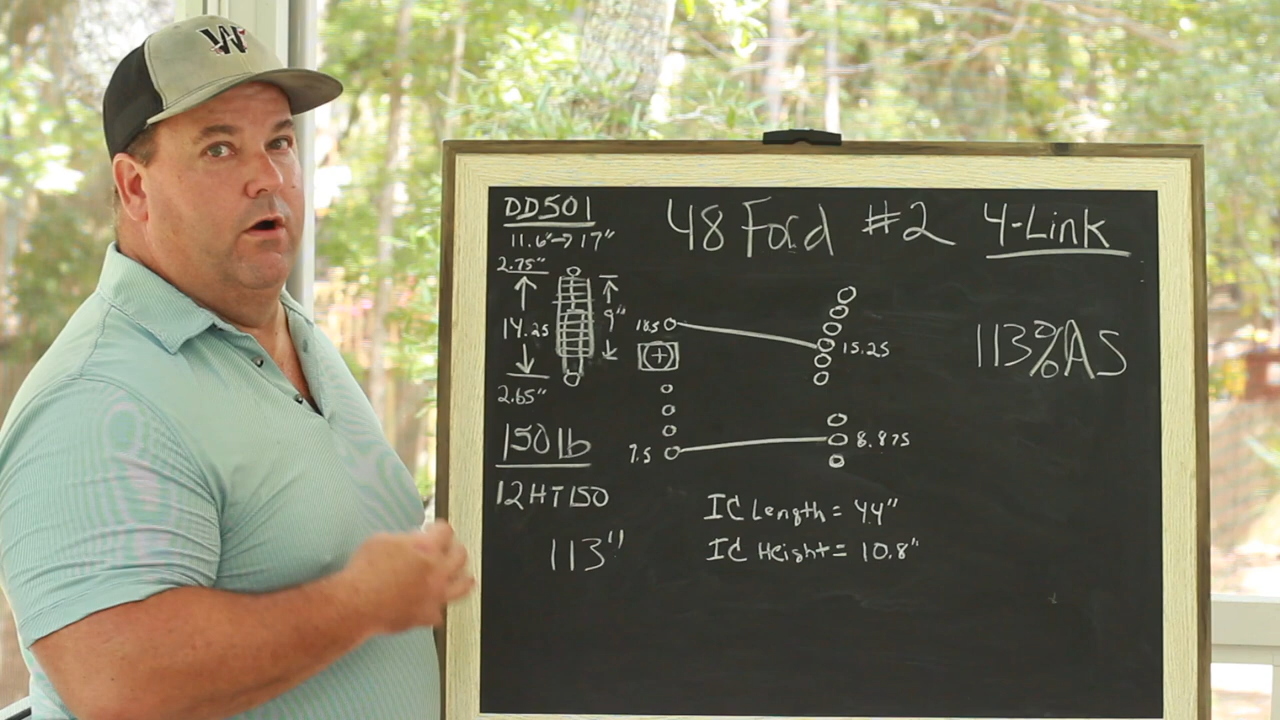 W
DD501
11.6"→17"
2.75"
14.25
9"
2.65"
150lb
12HT150
113"
48 Ford #2 4-Link
18.5
15.25
7.5
8.875
IC Length = 44"
IC Height = 10.8"
113%AS